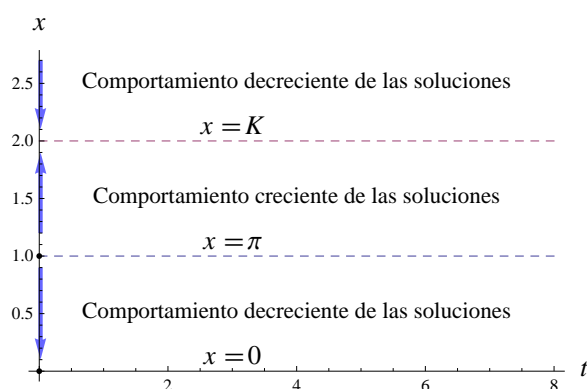 x
2.5
Comportamiento decreciente de las soluciones
x = K
2.0
1.5
Comportamiento creciente de las soluciones
x = π
1.0
0.5
Comportamiento decreciente de las soluciones
x = 0
2 4 6 8 t